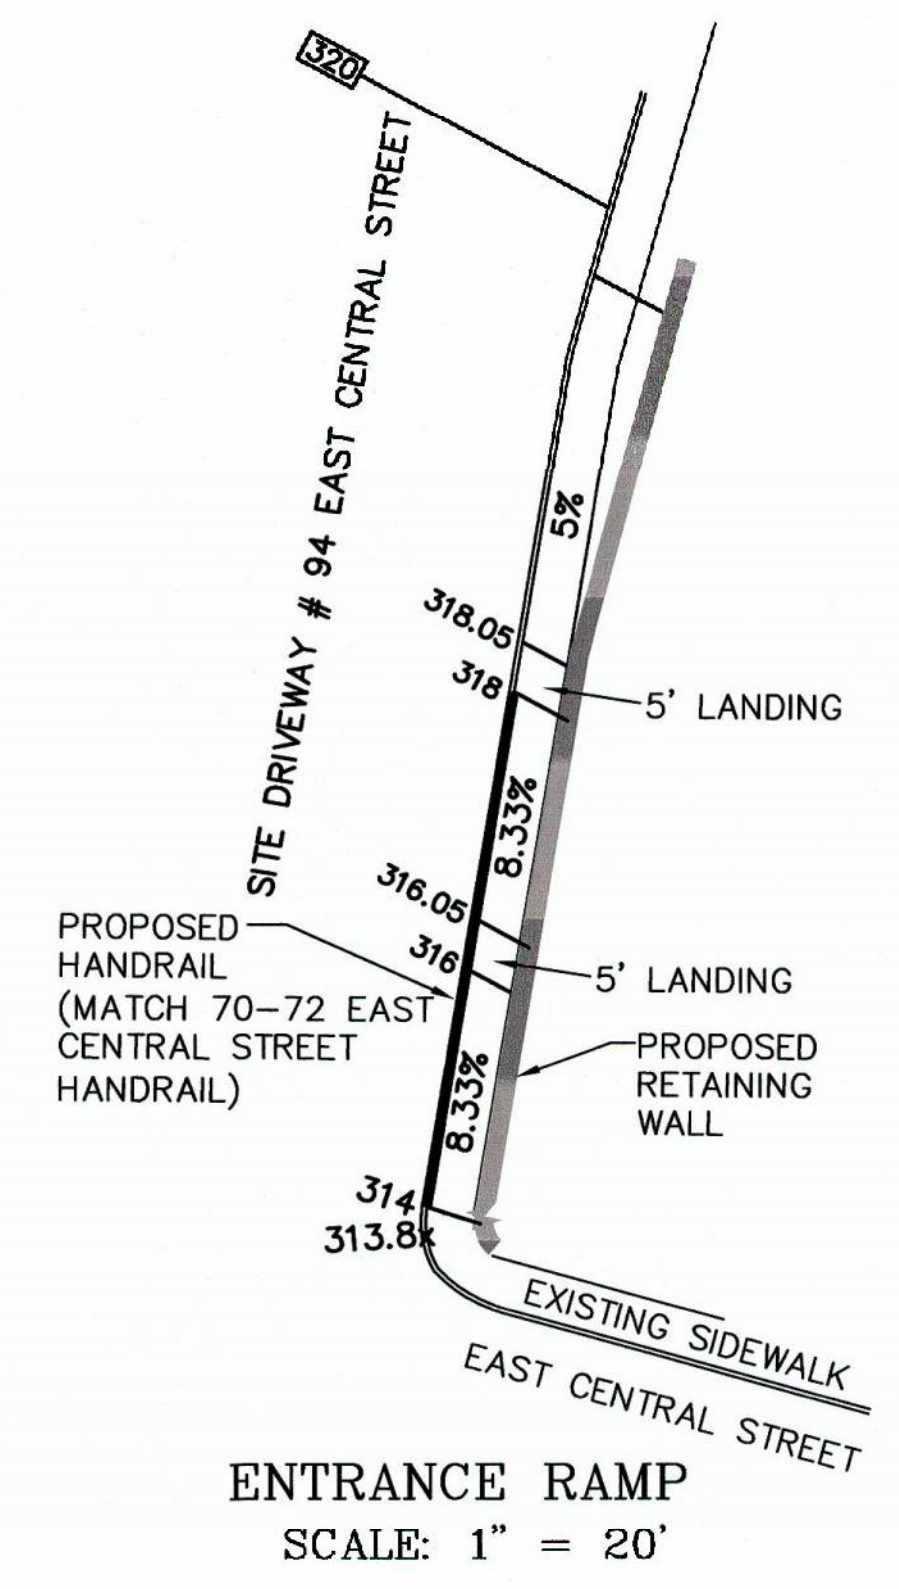 320
SITE DRIVEWAY # 94 EAST CENTRAL STREET
5%
318.05
318
5' LANDING
8.33%
316.05
PROPOSED
HANDRAIL
(MATCH 70-72 EAST
CENTRAL STREET
HANDRAIL)
316
5' LANDING
PROPOSED
RETAINING
WALL
8.33%
314
313.8x
EXISTING SIDEWALK
EAST CENTRAL STREET
ENTRANCE RAMP
SCALE: 1" = 20'